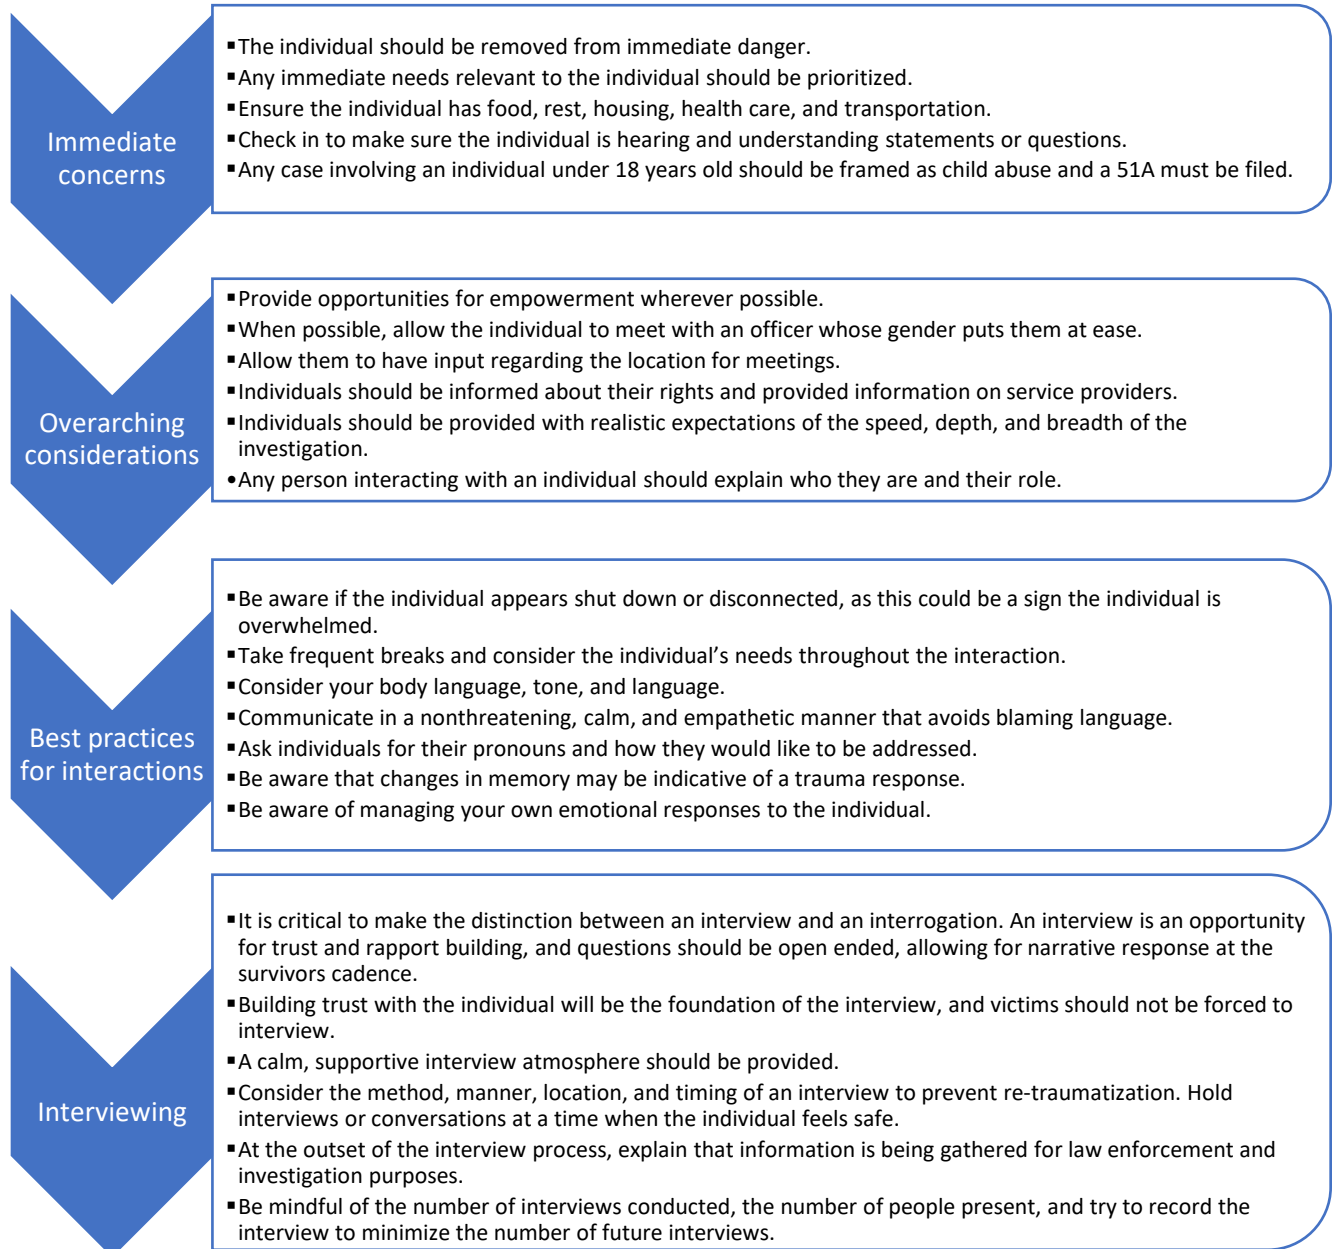 Immediate
concerns
▪The individual should be removed from immediate danger.
▪Any immediate needs relevant to the individual should be prioritized.
▪Ensure the individual has food, rest, housing, health care, and transportation.
▪Check in to make sure the individual is hearing and understanding statements or questions.
▪Any case involving an individual under 18 years old should be framed as child abuse and a 51A must be filed.
Overarching
considerations
▪Provide opportunities for empowerment wherever possible.
▪When possible, allow the individual to meet with an officer whose gender puts them at ease.
▪Allow them to have input regarding the location for meetings.
▪Individuals should be informed about their rights and provided information on service providers.
▪Individuals should be provided with realistic expectations of the speed, depth, and breadth of the
investigation.
•Any person interacting with an individual should explain who they are and their role.
Best practices
for interactions
▪Be aware if the individual appears shut down or disconnected, as this could be a sign the individual is
overwhelmed.
▪Take frequent breaks and consider the individual’s needs throughout the interaction.
▪Consider your body language, tone, and language.
▪Communicate in a nonthreatening, calm, and empathetic manner that avoids blaming language.
▪Ask individuals for their pronouns and how they would like to be addressed.
▪Be aware that changes in memory may be indicative of a trauma response.
▪Be aware of managing your own emotional responses to the individual.
Interviewing
▪It is critical to make the distinction between an interview and an interrogation. An interview is an opportunity
for trust and rapport building, and questions should be open ended, allowing for narrative response at the
survivors cadence.
▪Building trust with the individual will be the foundation of the interview, and victims should not be forced to
interview.
▪A calm, supportive interview atmosphere should be provided.
▪Consider the method, manner, location, and timing of an interview to prevent re-traumatization. Hold
interviews or conversations at a time when the individual feels safe.
▪At the outset of the interview process, explain that information is being gathered for law enforcement and
investigation purposes.
▪Be mindful of the number of interviews conducted, the number of people present, and try to record the
interview to minimize the number of future interviews.